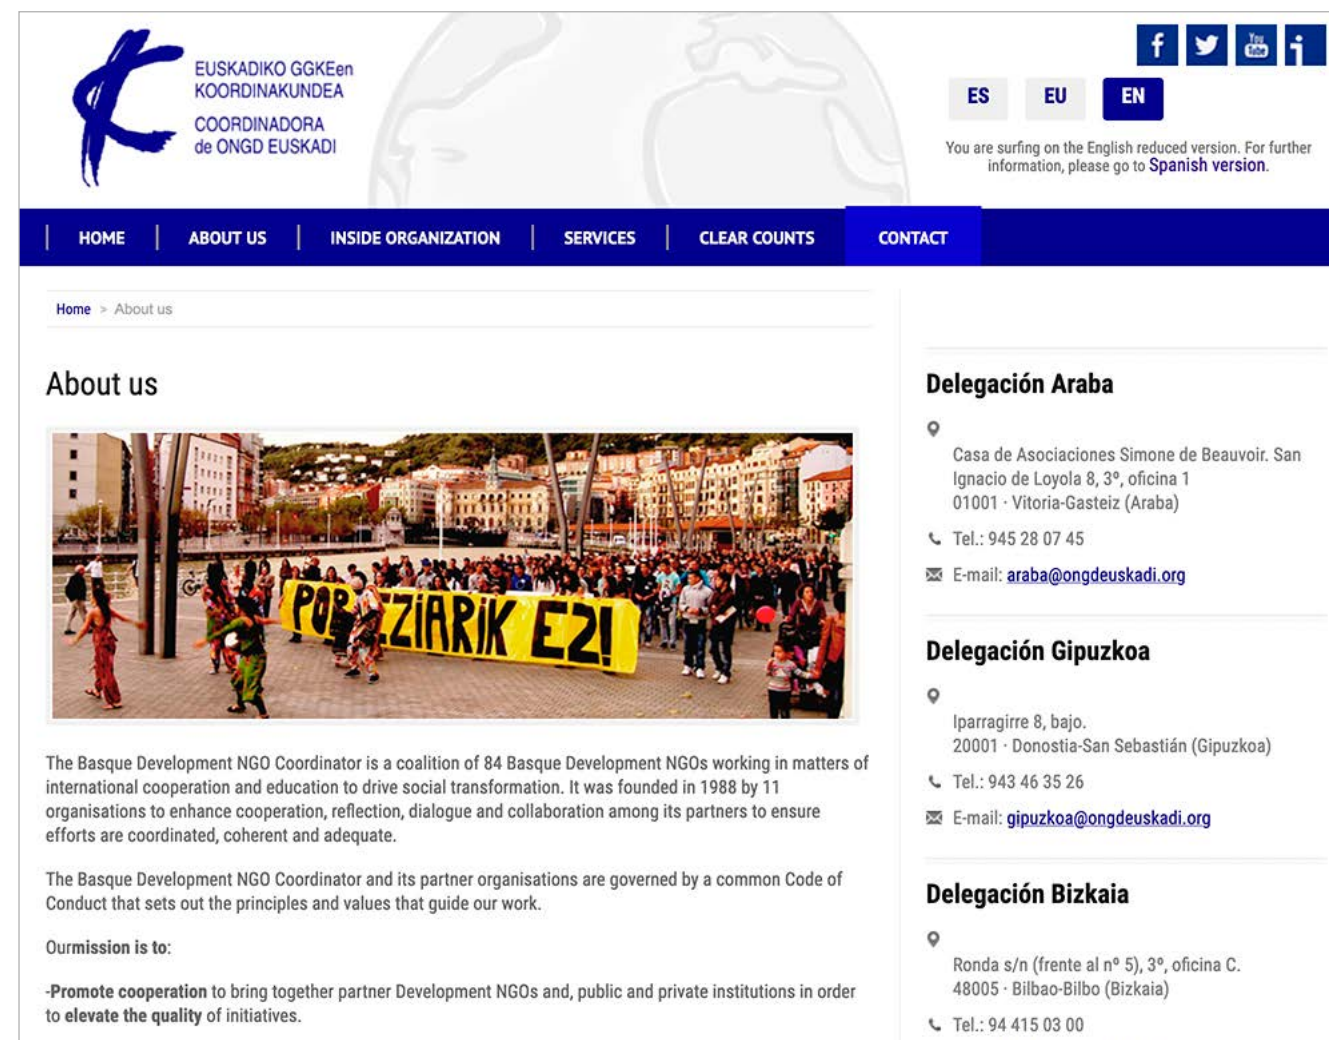 EUSKADIKO GGKEen
KOORDINAKUNDEA
COORDINADORA
de ONGD EUSKADI
f
You
Tube
i
ES
EU
EN
You are surfing on the English reduced version. For further
information, please go to Spanish version.
HOME
ABOUT US
INSIDE ORGANIZATION
SERVICES
CLEAR COUNTS
CONTACT
Home > About us
About us
POB EZIARIK EZ!
The Basque Development NGO Coordinator is a coalition of 84 Basque Development NGOs working in matters of
international cooperation and education to drive social transformation. It was founded in 1988 by 11
organisations to enhance cooperation, reflection, dialogue and collaboration among its partners to ensure
efforts are coordinated, coherent and adequate.
The Basque Development NGO Coordinator and its partner organisations are governed by a common Code of
Conduct that sets out the principles and values that guide our work.
Ourmission is to:
-Promote cooperation to bring together partner Development NGOs and, public and private institutions in order
to elevate the quality of initiatives.
Delegación Araba
Casa de Asociaciones Simone de Beauvoir. San
Ignacio de Loyola 8, 3º, oficina 1
01001 · Vitoria-Gasteiz (Araba)
Tel.: 945 28 07 45
E-mail: araba@ongdeuskadi.org
Delegación Gipuzkoa
Iparragirre 8, bajo.
20001 · Donostia-San Sebastián (Gipuzkoa)
Tel.: 943 46 35 26
E-mail: gipuzkoa@ongdeuskadi.org
Delegación Bizkaia
Ronda s/n (frente al nº 5), 3º, oficina C.
48005 · Bilbao-Bilbo (Bizkaia)
Tel.: 94 415 03 00